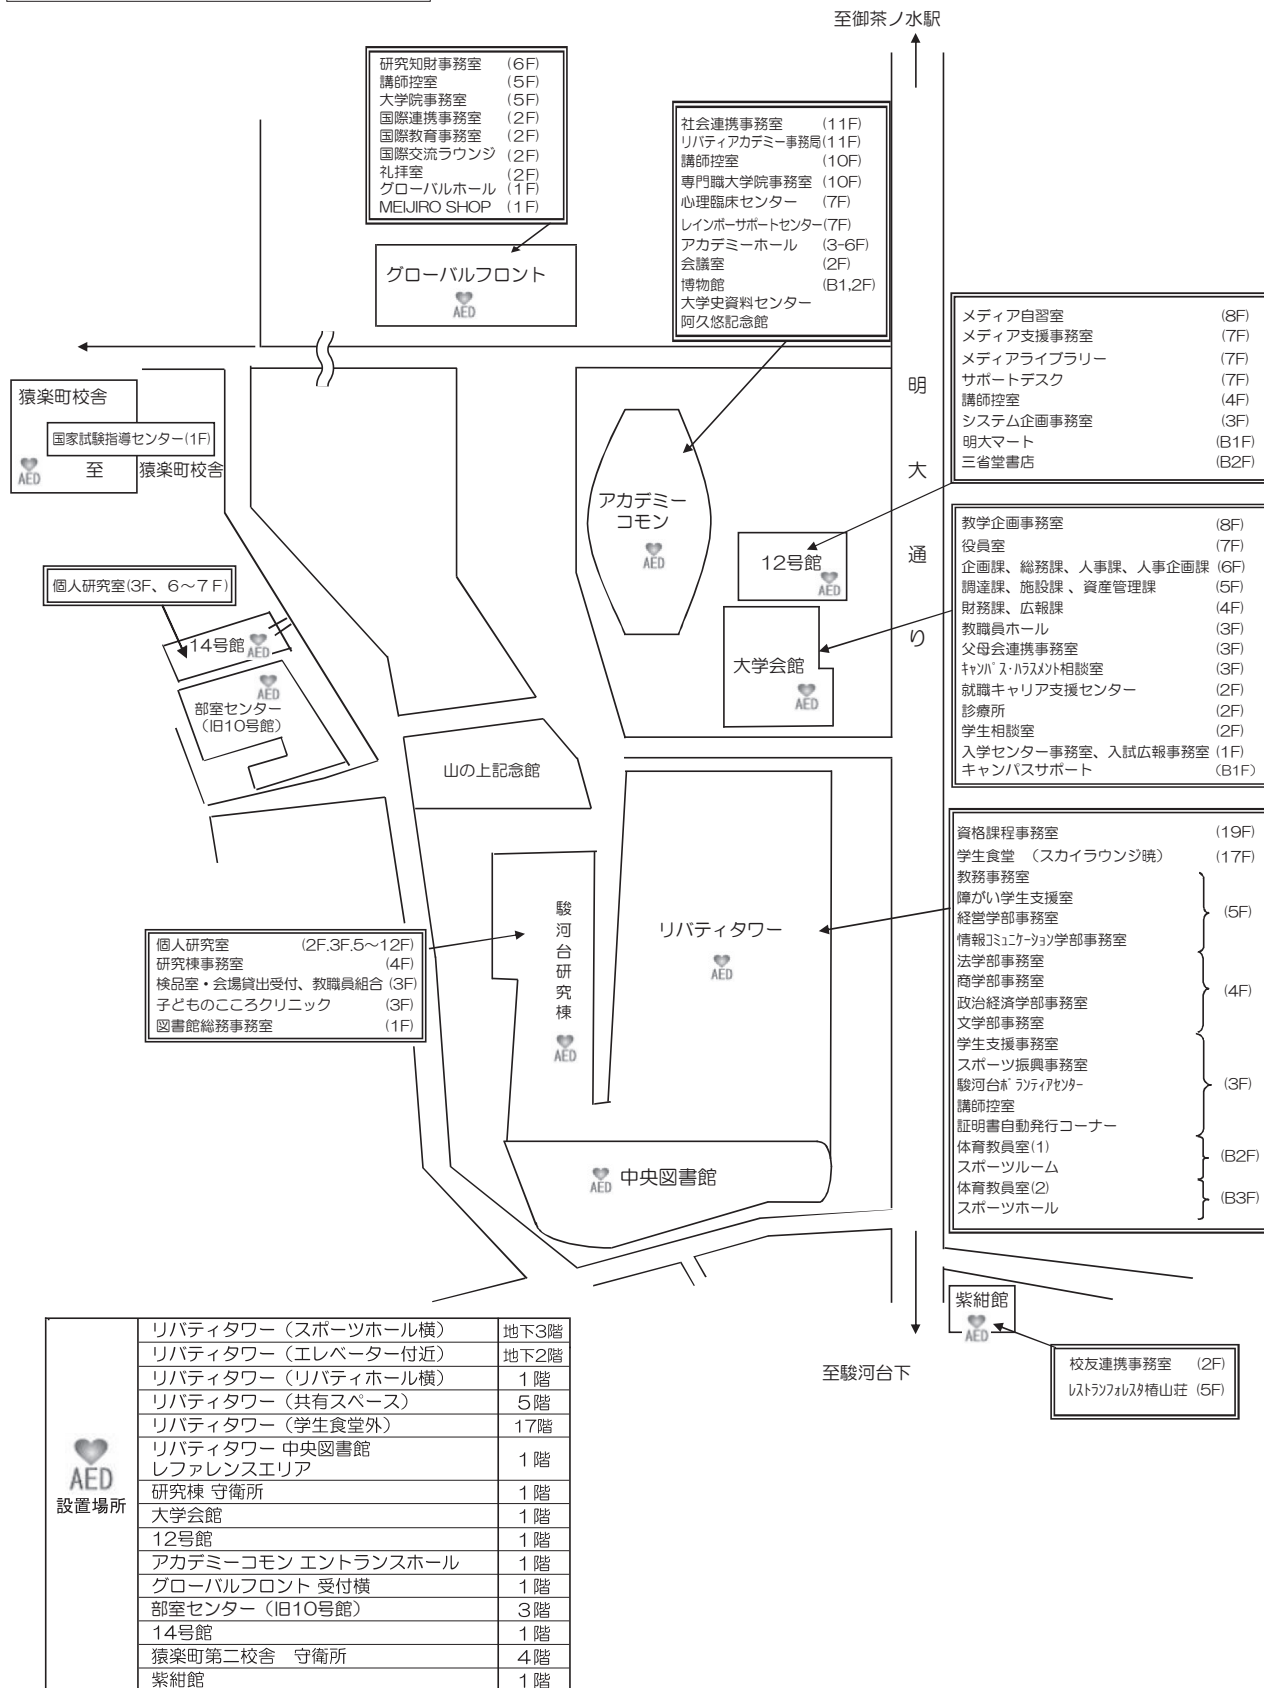 至御茶ノ水駅
研究知財事務室 (6F)
講師控室 (5F)
大学院事務室 (5F)
国際連携事務室 (2F)
国際教育事務室 (2F)
国際交流ラウンジ (2F)
礼拝室 (2F)
グローバルホール (1F)
MEIJIRO SHOP (1F)
グローバルフロント
AED
社会連携事務室 (11F)
リバティアカデミー事務局(11F)
講師控室 (10F)
専門職大学院事務室 (10F)
心理臨床センター (7F)
レインボーサポートセンター(7F)
アカデミーホール (3-6F)
会議室 (2F)
博物館 (B1,2F)
大学史資料センター
阿久悠記念館
メディア自習室 (8F)
メディア支援事務室 (7F)
メディアライブラリー (7F)
サポートデスク (7F)
講師控室 (4F)
システム企画事務室 (3F)
明大マート (B1F)
三省堂書店 (B2F)
明大通り
猿楽町校舎
国家試験指導センター(1F)
AED
至 猿楽町校舎
アカデミー
コモン
AED
12号館
AED
教学企画事務室 (8F)
役員室 (7F)
企画課、総務課、人事課、人事企画課 (6F)
調達課、施設課 、資産管理課 (5F)
財務課、広報課 (4F)
教職員ホール (3F)
父母会連携事務室 (3F)
ｷｬﾝﾊﾟｽ・ﾊﾗｽﾒﾝﾄ相談室 (3F)
就職キャリア支援センター (2F)
診療所 (2F)
学生相談室 (2F)
入学センター事務室、入試広報事務室 (1F)
キャンパスサポート (B1F)
個人研究室(3F、6～7F)
14号館
AED
AED
部室センター
(旧10号館)
大学会館
AED
山の上記念館
資格課程事務室 (19F)
学生食堂 (スカイラウンジ暁) (17F)
教務事務室
障がい学生支援室
経営学部事務室
情報ｺﾐｭﾆｹｰｼｮﾝ学部事務室
(5F)
法学部事務室
商学部事務室
政治経済学部事務室
文学部事務室
(4F)
学生支援事務室
スポーツ振興事務室
駿河台ﾎﾞﾗﾝﾃｨｱｾﾝﾀｰ
講師控室
証明書自動発行コーナー
(3F)
体育教員室(1)
スポーツルーム
(B2F)
体育教員室(2)
スポーツホール
(B3F)
個人研究室 (2F,3F,5～12F)
研究棟事務室 (4F)
検品室・会場貸出受付、教職員組合 (3F)
子どものこころクリニック (3F)
図書館総務事務室 (1F)
駿河台研究棟
AED
リバティタワー
AED
AED 中央図書館
紫紺館
AED
至駿河台下
校友連携事務室 (2F)
ﾚｽﾄﾗﾝﾌｫﾚｽﾀ椿山荘 (5F)
AED
設置場所
リバティタワー（スポーツホール横） 地下3階
リバティタワー（エレベーター付近） 地下2階
リバティタワー（リバティホール横） 1階
リバティタワー（共有スペース） 5階
リバティタワー（学生食堂外） 17階
リバティタワー 中央図書館
レファレンスエリア 1階
研究棟 守衛所 1階
大学会館 1階
12号館 1階
アカデミーコモン エントランスホール 1階
グローバルフロント 受付横 1階
部室センター（旧10号館） 3階
14号館 1階
猿楽町第二校舎 守衛所 4階
紫紺館 1階